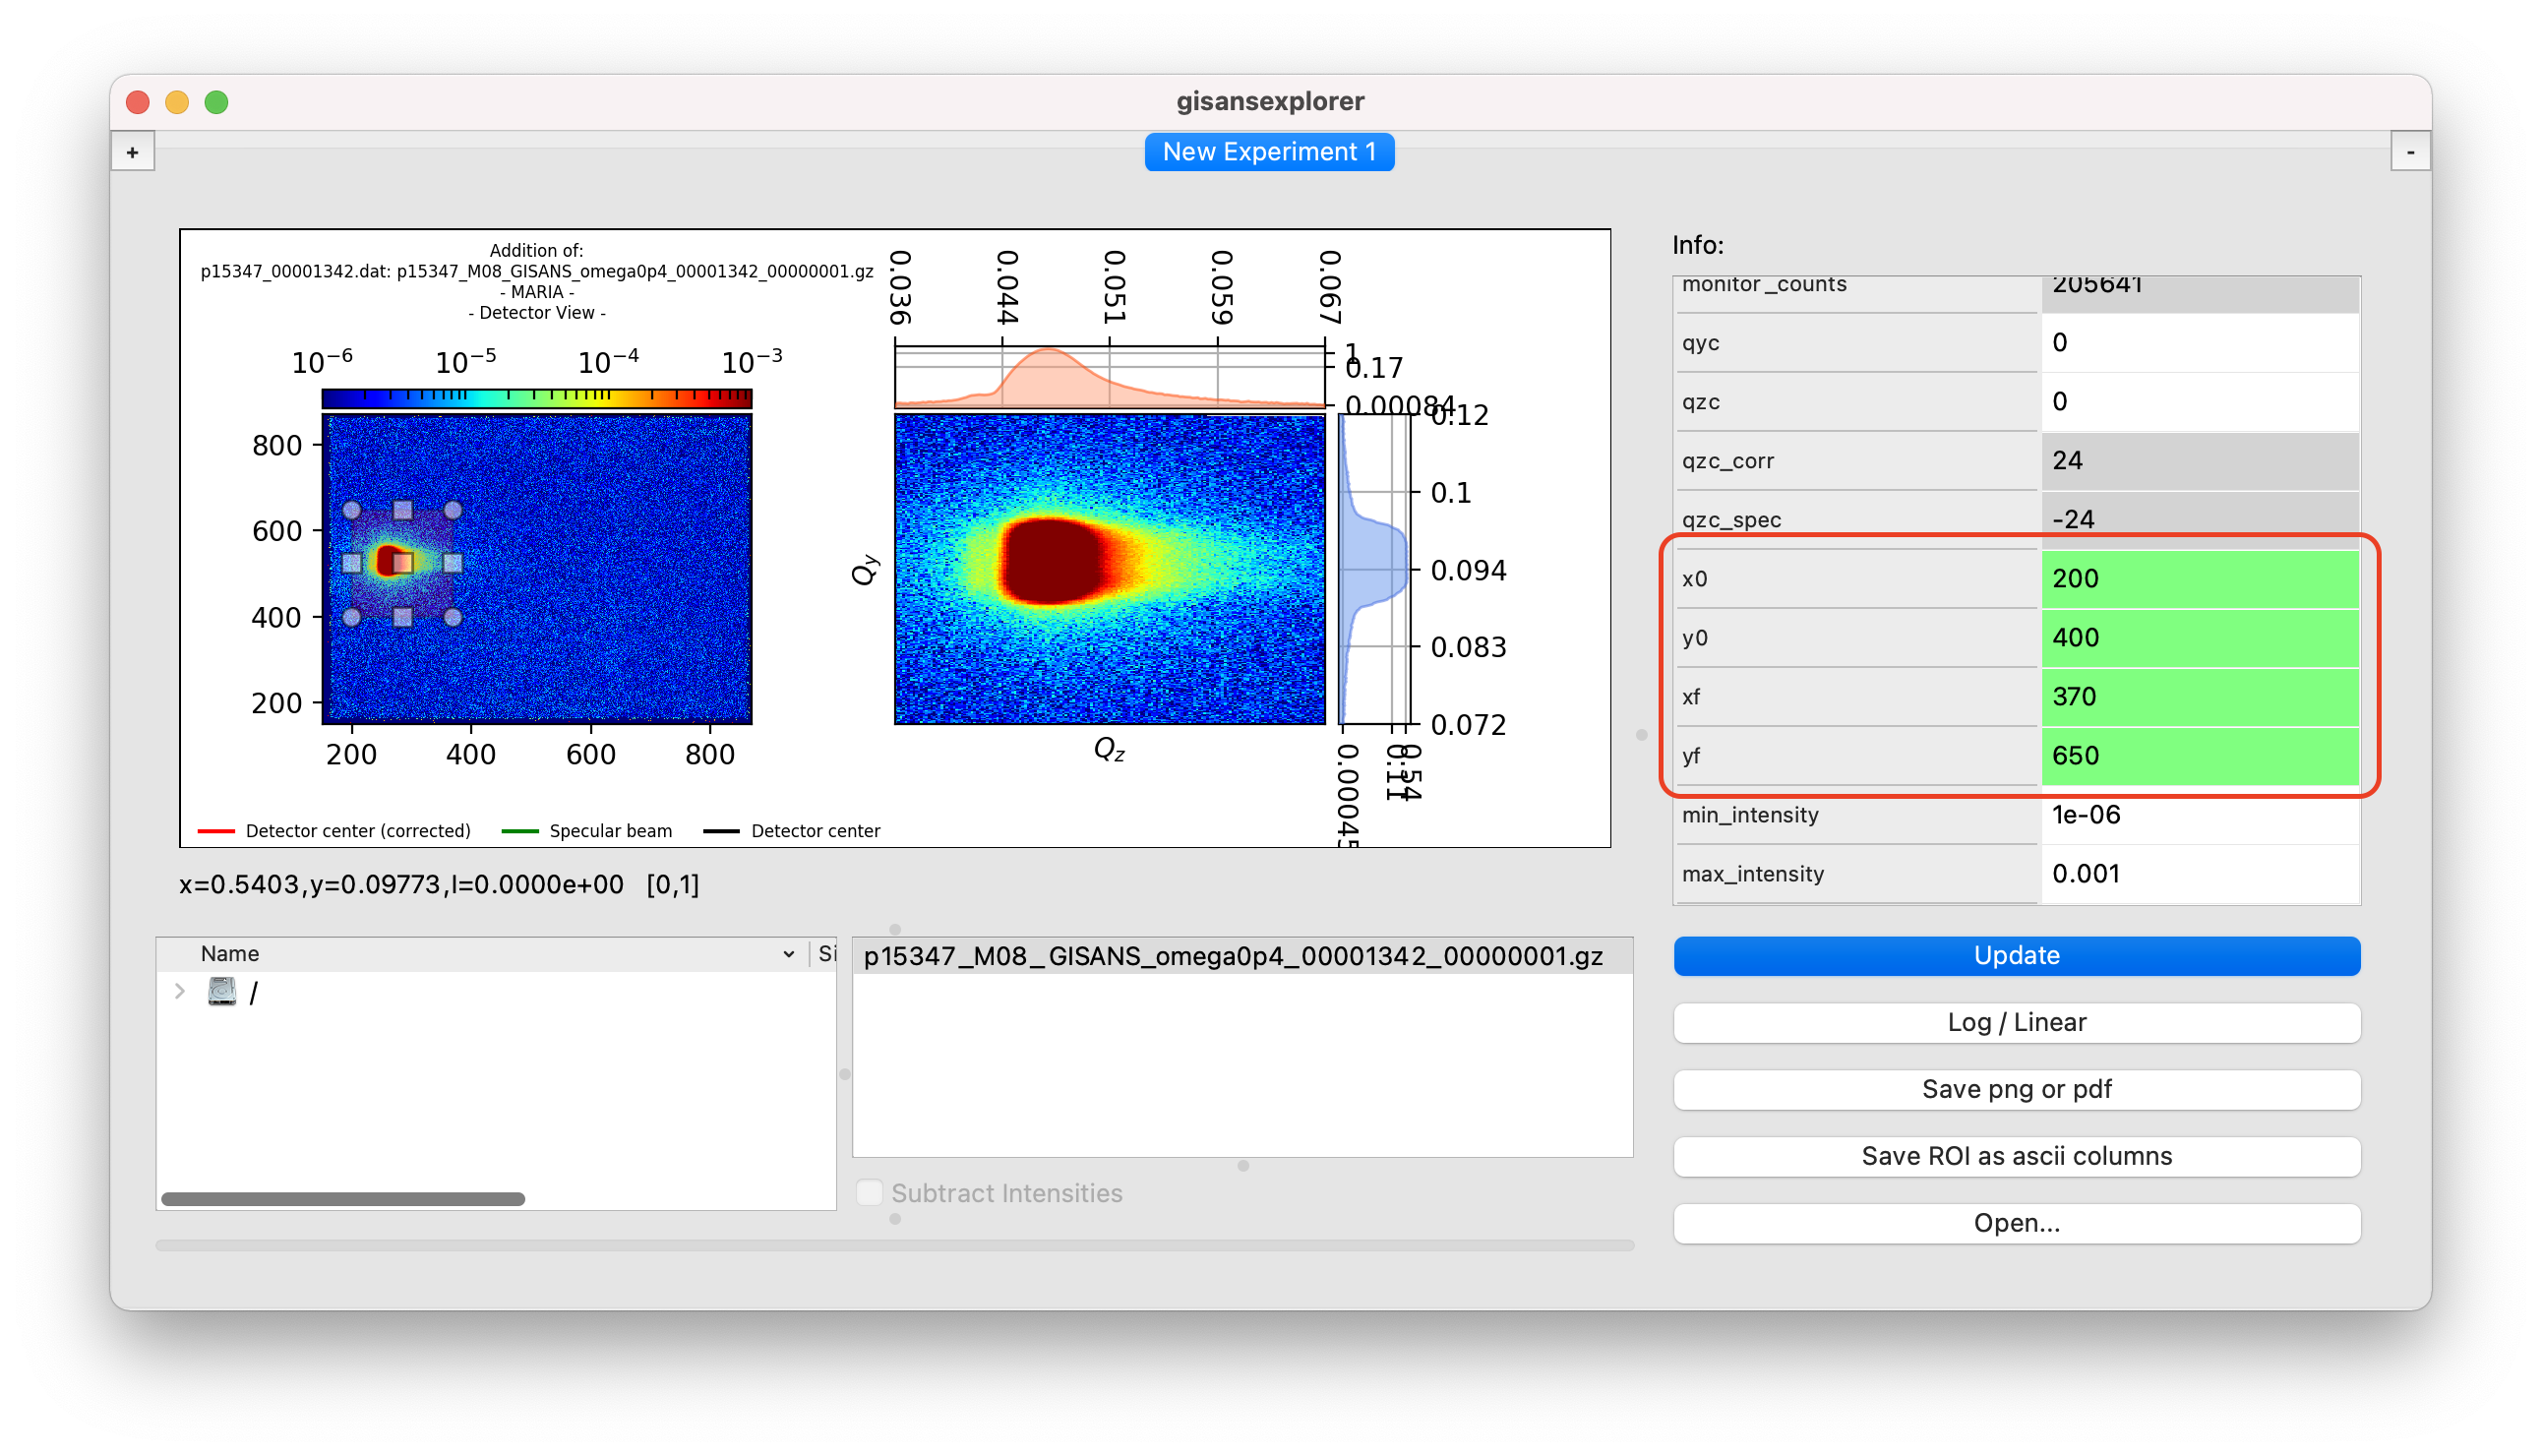 gisansexplorer
+
New Experiment 1
-
Addition of:
p15347_00001342.dat: p15347_M08_GISANS_omega0p4_00001342_00000001.gz
- MARIA -
- Detector View -
10⁻⁶ 10⁻⁵ 10⁻⁴ 10⁻³
800
600
400
200
200 400 600 800
0.036 0.044 0.051 0.059 0.067
1
0.17
0.00084
Qy
Qz
0.12
0.1
0.094
0.083
0.072
0.00045 0.11 0.54
Detector center (corrected) Specular beam Detector center
x=0.5403,y=0.09773,I=0.0000e+00 [0,1]
Name Si
/
p15347_M08_GISANS_omega0p4_00001342_00000001.gz
Subtract Intensities
Info:
monitor_counts 205641
qyc 0
qzc 0
qzc_corr 24
qzc_spec -24
x0 200
y0 400
xf 370
yf 650
min_intensity 1e-06
max_intensity 0.001
Update
Log / Linear
Save png or pdf
Save ROI as ascii columns
Open...